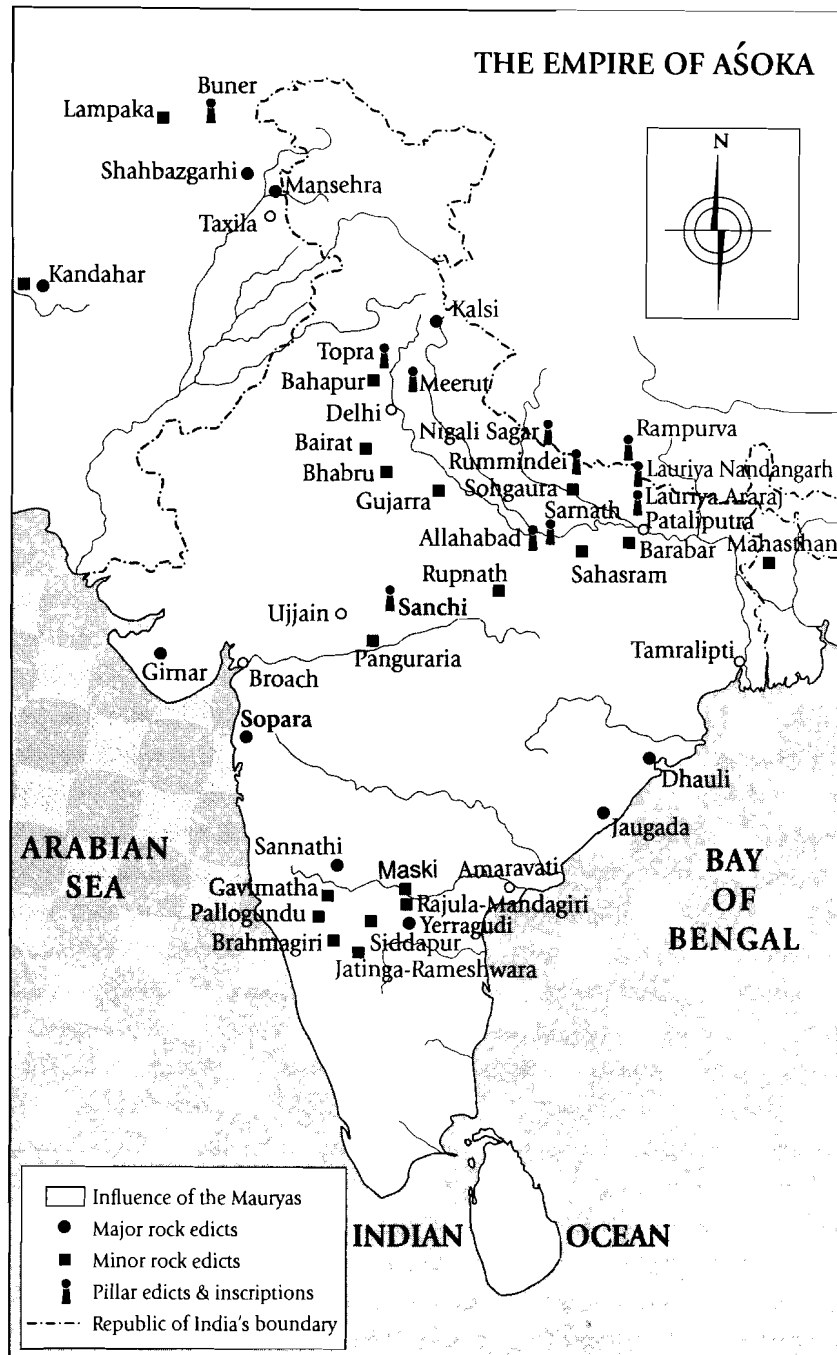 THE EMPIRE OF AŚOKA
Buner
Lampaka
N
Shahbazgarhi
Mansehra
Taxila
Kandahar
Kalsi
Topra
Bahapur
Meerut
Delhi
Nigali Sagar
Rampurva
Bairat
Rummindei
Lauriya Nandangarh
Bhabru
Sohgaura
Gujarra
Lauriya Araraj
Sarnath
Pataliputra
Allahabad
Barabar
Mahasthan
Sahasram
Rupnath
Ujjain
Sanchi
Panguraria
Tamralipti
Girnar
Broach
Sopara
Dhauli
Jaugada
ARABIAN
SEA
Sannathi
Maski
Amaravati
BAY
OF
BENGAL
Gavimatha
Rajula-Mandagiri
Pallogundu
Yerragudi
Brahmagiri
Siddapur
Jatinga-Rameshwara
Influence of the Mauryas
Major rock edicts
Minor rock edicts
Pillar edicts & inscriptions
Republic of India's boundary
INDIAN OCEAN